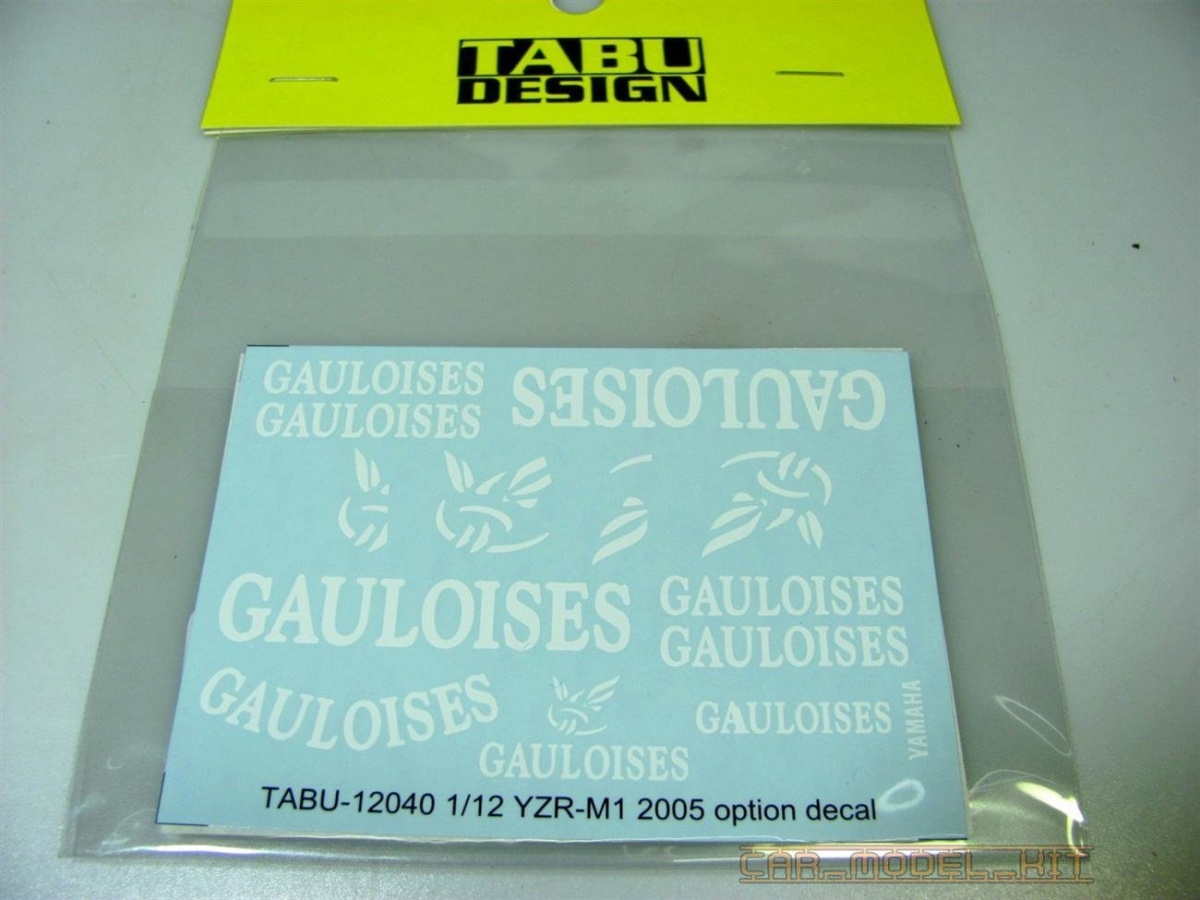 TABU
DESIGN
GAULOISES
GAULOISES
GAULOISES
GAULOISES
GAULOISES
GAULOISES
GAULOISES
GAULOISES
GAULOISES
YAMAHA
TABU-12040 1/12 YZR-M1 2005 option decal
CAR_MODEL_KIT